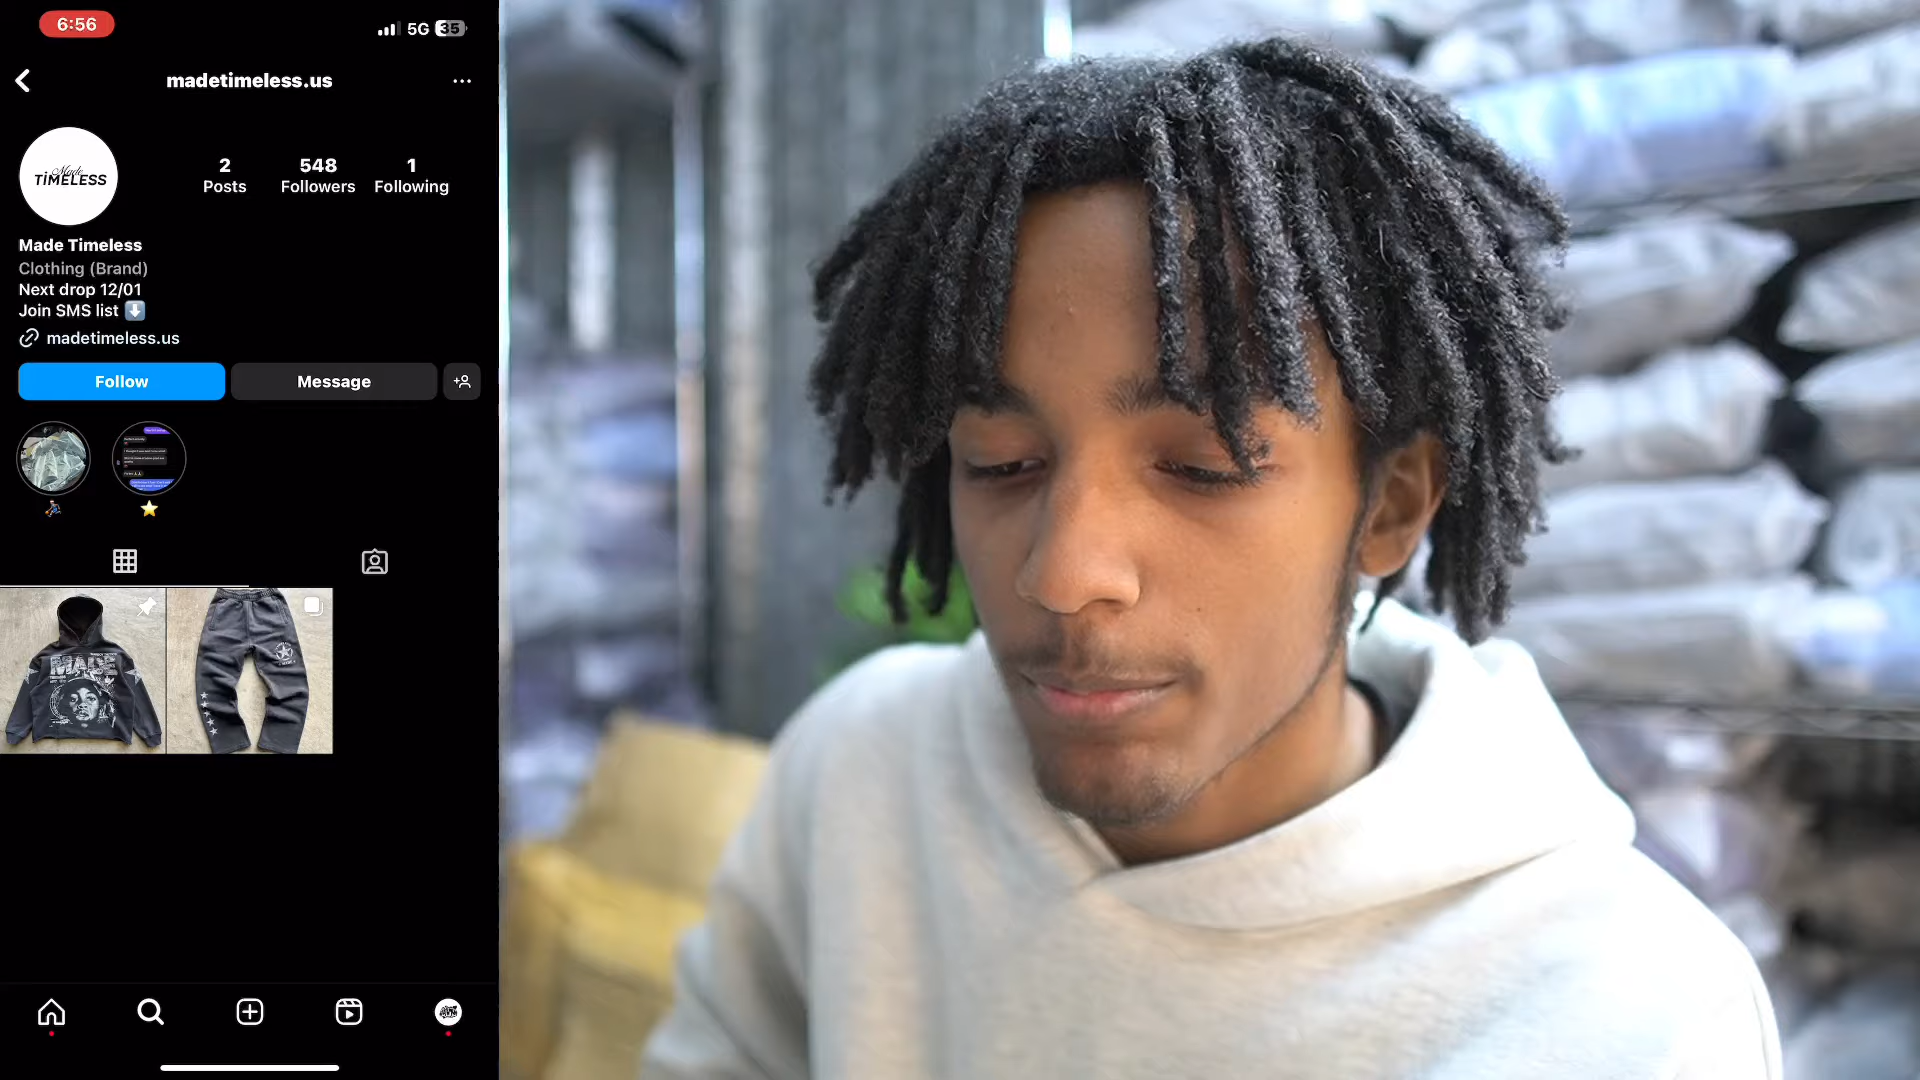 6:56
5G 35
madetimeless.us
Made
TiMELESS
2
Posts
548
Followers
1
Following
Made Timeless
Clothing (Brand)
Next drop 12/01
Join SMS list ⬇️
madetimeless.us
Follow
Message
MADE